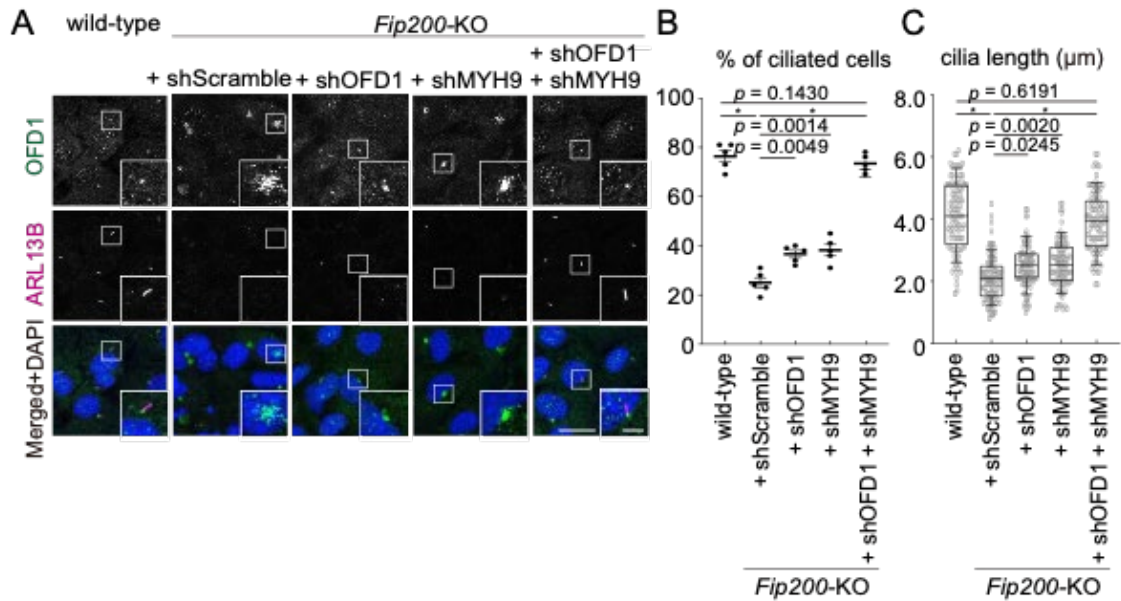 A
wild-type
Fip200-KO
+ shScramble
+ shOFD1
+ shMYH9
+ shOFD1
+ shMYH9
OFD1
ARL13B
Merged+DAPI
B
% of ciliated cells
p = 0.1430
* *
p = 0.0014
p = 0.0049
100
80
60
40
20
0
wild-type
+ shScramble
+ shOFD1
+ shMYH9
+ shOFD1 + shMYH9
Fip200-KO
C
cilia length (µm)
p = 0.6191
* *
p = 0.0020
p = 0.0245
8.0
6.0
4.0
2.0
0
wild-type
+ shScramble
+ shOFD1
+ shMYH9
+ shOFD1 + shMYH9
Fip200-KO